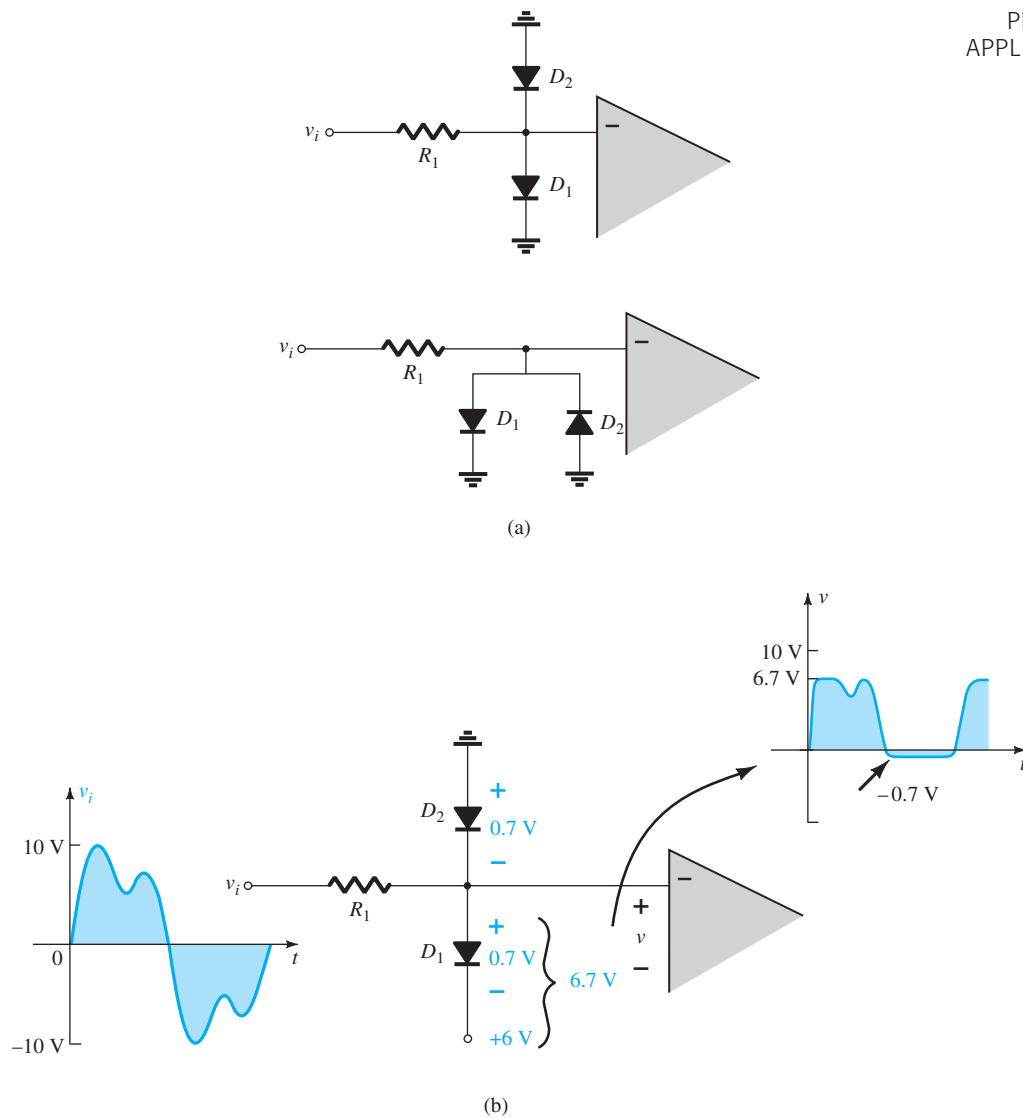 PR
APPL
D₂
vᵢ
R₁
−
D₁
vᵢ
R₁
−
D₁
D₂
(a)
v
10 V
6.7 V
t
−0.7 V
vᵢ
10 V
0
t
−10 V
+
D₂
0.7 V
−
vᵢ
R₁
−
+
D₁
0.7 V
−
6.7 V
+
v
−
+6 V
(b)